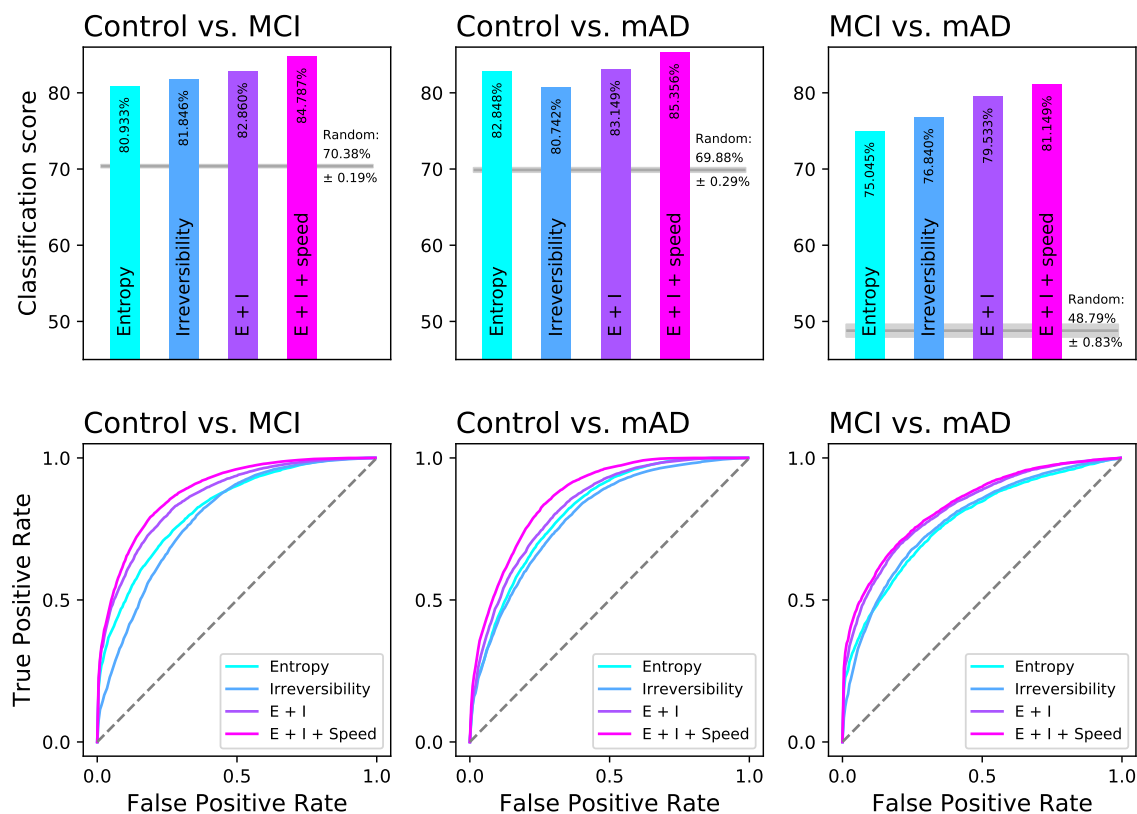 Control vs. MCI
Classification score
80
70
60
50
80.933%
81.846%
82.860%
84.787%
Entropy
Irreversibility
E + I
E + I + speed
Random:
70.38%
± 0.19%
Control vs. mAD
80
70
60
50
82.848%
80.742%
83.149%
85.356%
Entropy
Irreversibility
E + I
E + I + speed
Random:
69.88%
± 0.29%
MCI vs. mAD
80
70
60
50
75.045%
76.840%
79.533%
81.149%
Entropy
Irreversibility
E + I
E + I + speed
Random:
48.79%
± 0.83%
Control vs. MCI
True Positive Rate
1.0
0.5
0.0
Entropy
Irreversibility
E + I
E + I + Speed
0.0 0.5 1.0
False Positive Rate
Control vs. mAD
1.0
0.5
0.0
Entropy
Irreversibility
E + I
E + I + Speed
0.0 0.5 1.0
False Positive Rate
MCI vs. mAD
1.0
0.5
0.0
Entropy
Irreversibility
E + I
E + I + Speed
0.0 0.5 1.0
False Positive Rate